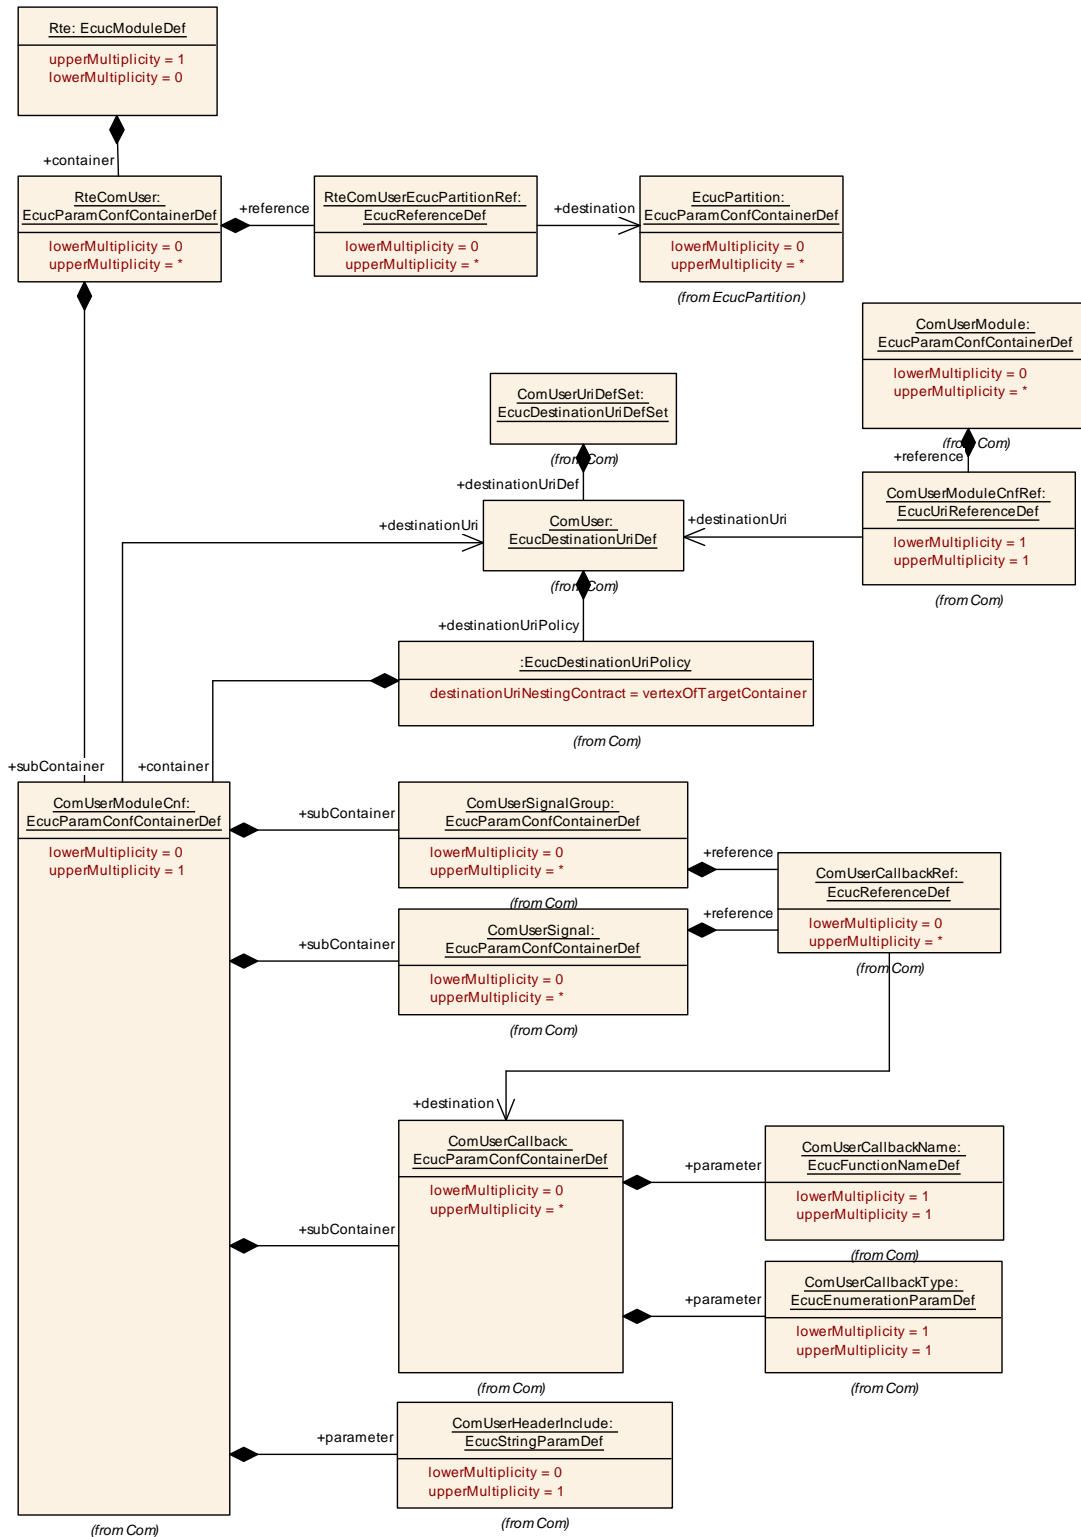 Rte: EcucModuleDef
upperMultiplicity = 1
lowerMultiplicity = 0
+container
RteComUser:
EcucParamConfContainerDef
lowerMultiplicity = 0
upperMultiplicity = *
+reference
RteComUserEcucPartitionRef:
EcucReferenceDef
lowerMultiplicity = 0
upperMultiplicity = *
+destination
EcucPartition:
EcucParamConfContainerDef
lowerMultiplicity = 0
upperMultiplicity = *
(from EcucPartition)
ComUserModule:
EcucParamConfContainerDef
lowerMultiplicity = 0
upperMultiplicity = *
(from Com)
+reference
ComUserUriDefSet:
EcucDestinationUriDefSet
(from Com)
+destinationUriDef
ComUserModuleCnfRef:
EcucUriReferenceDef
lowerMultiplicity = 1
upperMultiplicity = 1
(from Com)
+destinationUri
ComUser:
EcucDestinationUriDef
+destinationUri
(from Com)
+destinationUriPolicy
:EcucDestinationUriPolicy
destinationUriNestingContract = vertexOfTargetContainer
(from Com)
+subContainer
+container
ComUserModuleCnf:
EcucParamConfContainerDef
lowerMultiplicity = 0
upperMultiplicity = 1
+subContainer
ComUserSignalGroup:
EcucParamConfContainerDef
lowerMultiplicity = 0
upperMultiplicity = *
(from Com)
+reference
ComUserCallbackRef:
EcucReferenceDef
lowerMultiplicity = 0
upperMultiplicity = *
(from Com)
+reference
+subContainer
ComUserSignal:
EcucParamConfContainerDef
lowerMultiplicity = 0
upperMultiplicity = *
(from Com)
+destination
+subContainer
ComUserCallback:
EcucParamConfContainerDef
lowerMultiplicity = 0
upperMultiplicity = *
(from Com)
+parameter
ComUserCallbackName:
EcucFunctionNameDef
lowerMultiplicity = 1
upperMultiplicity = 1
(from Com)
+parameter
ComUserCallbackType:
EcucEnumerationParamDef
lowerMultiplicity = 1
upperMultiplicity = 1
(from Com)
+parameter
ComUserHeaderInclude:
EcucStringParamDef
lowerMultiplicity = 0
upperMultiplicity = 1
(from Com)
(from Com)